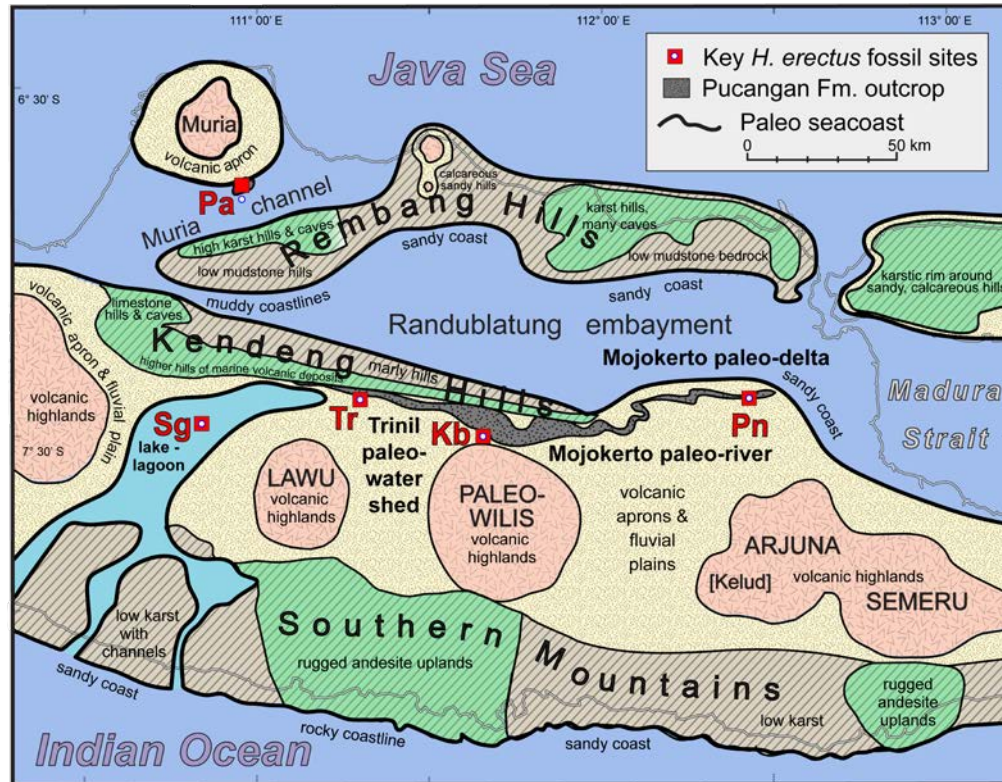 111° 00' E
112° 00' E
113° 00' E
6° 30' S
7° 30' S
Java Sea
Key H. erectus fossil sites
Pucangan Fm. outcrop
Paleo seacoast
0 50 km
Muria
volcanic apron
Pa
Muria channel
calcareous
sandy hills
Rembang Hills
high karst hills & caves
low mudstone hills
sandy coast
karst hills,
many caves
low mudstone bedrock
muddy coastlines
sandy coast
karstic rim around
sandy, calcareous hills
Randublatung embayment
Mojokerto paleo-delta
sandy coast
Madura
Strait
volcanic apron & fluvial plain
volcanic
highlands
limestone
hills & caves
Kendeng Hills
marly hills
higher hills of marine volcanic deposits
Sg
lake -
lagoon
Tr
Trinil
paleo-
water
shed
Kb
Pn
Mojokerto paleo-river
LAWU
volcanic
highlands
PALEO-
WILIS
volcanic
highlands
volcanic
aprons &
fluvial
plains
ARJUNA
[Kelud]
volcanic highlands
SEMERU
low karst
with
channels
sandy coast
Southern Mountains
rugged andesite uplands
rocky coastline
low karst
sandy coast
rugged
andesite
uplands
Indian Ocean